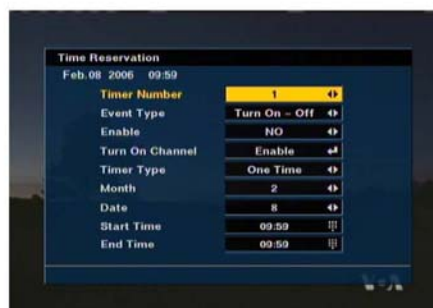 Time Reservation
Feb.08 2006 09:59
Timer Number 1
Event Type Turn On - Off
Enable NO
Turn On Channel Enable
Timer Type One Time
Month 2
Date 8
Start Time 09:59
End Time 09:59
VOA